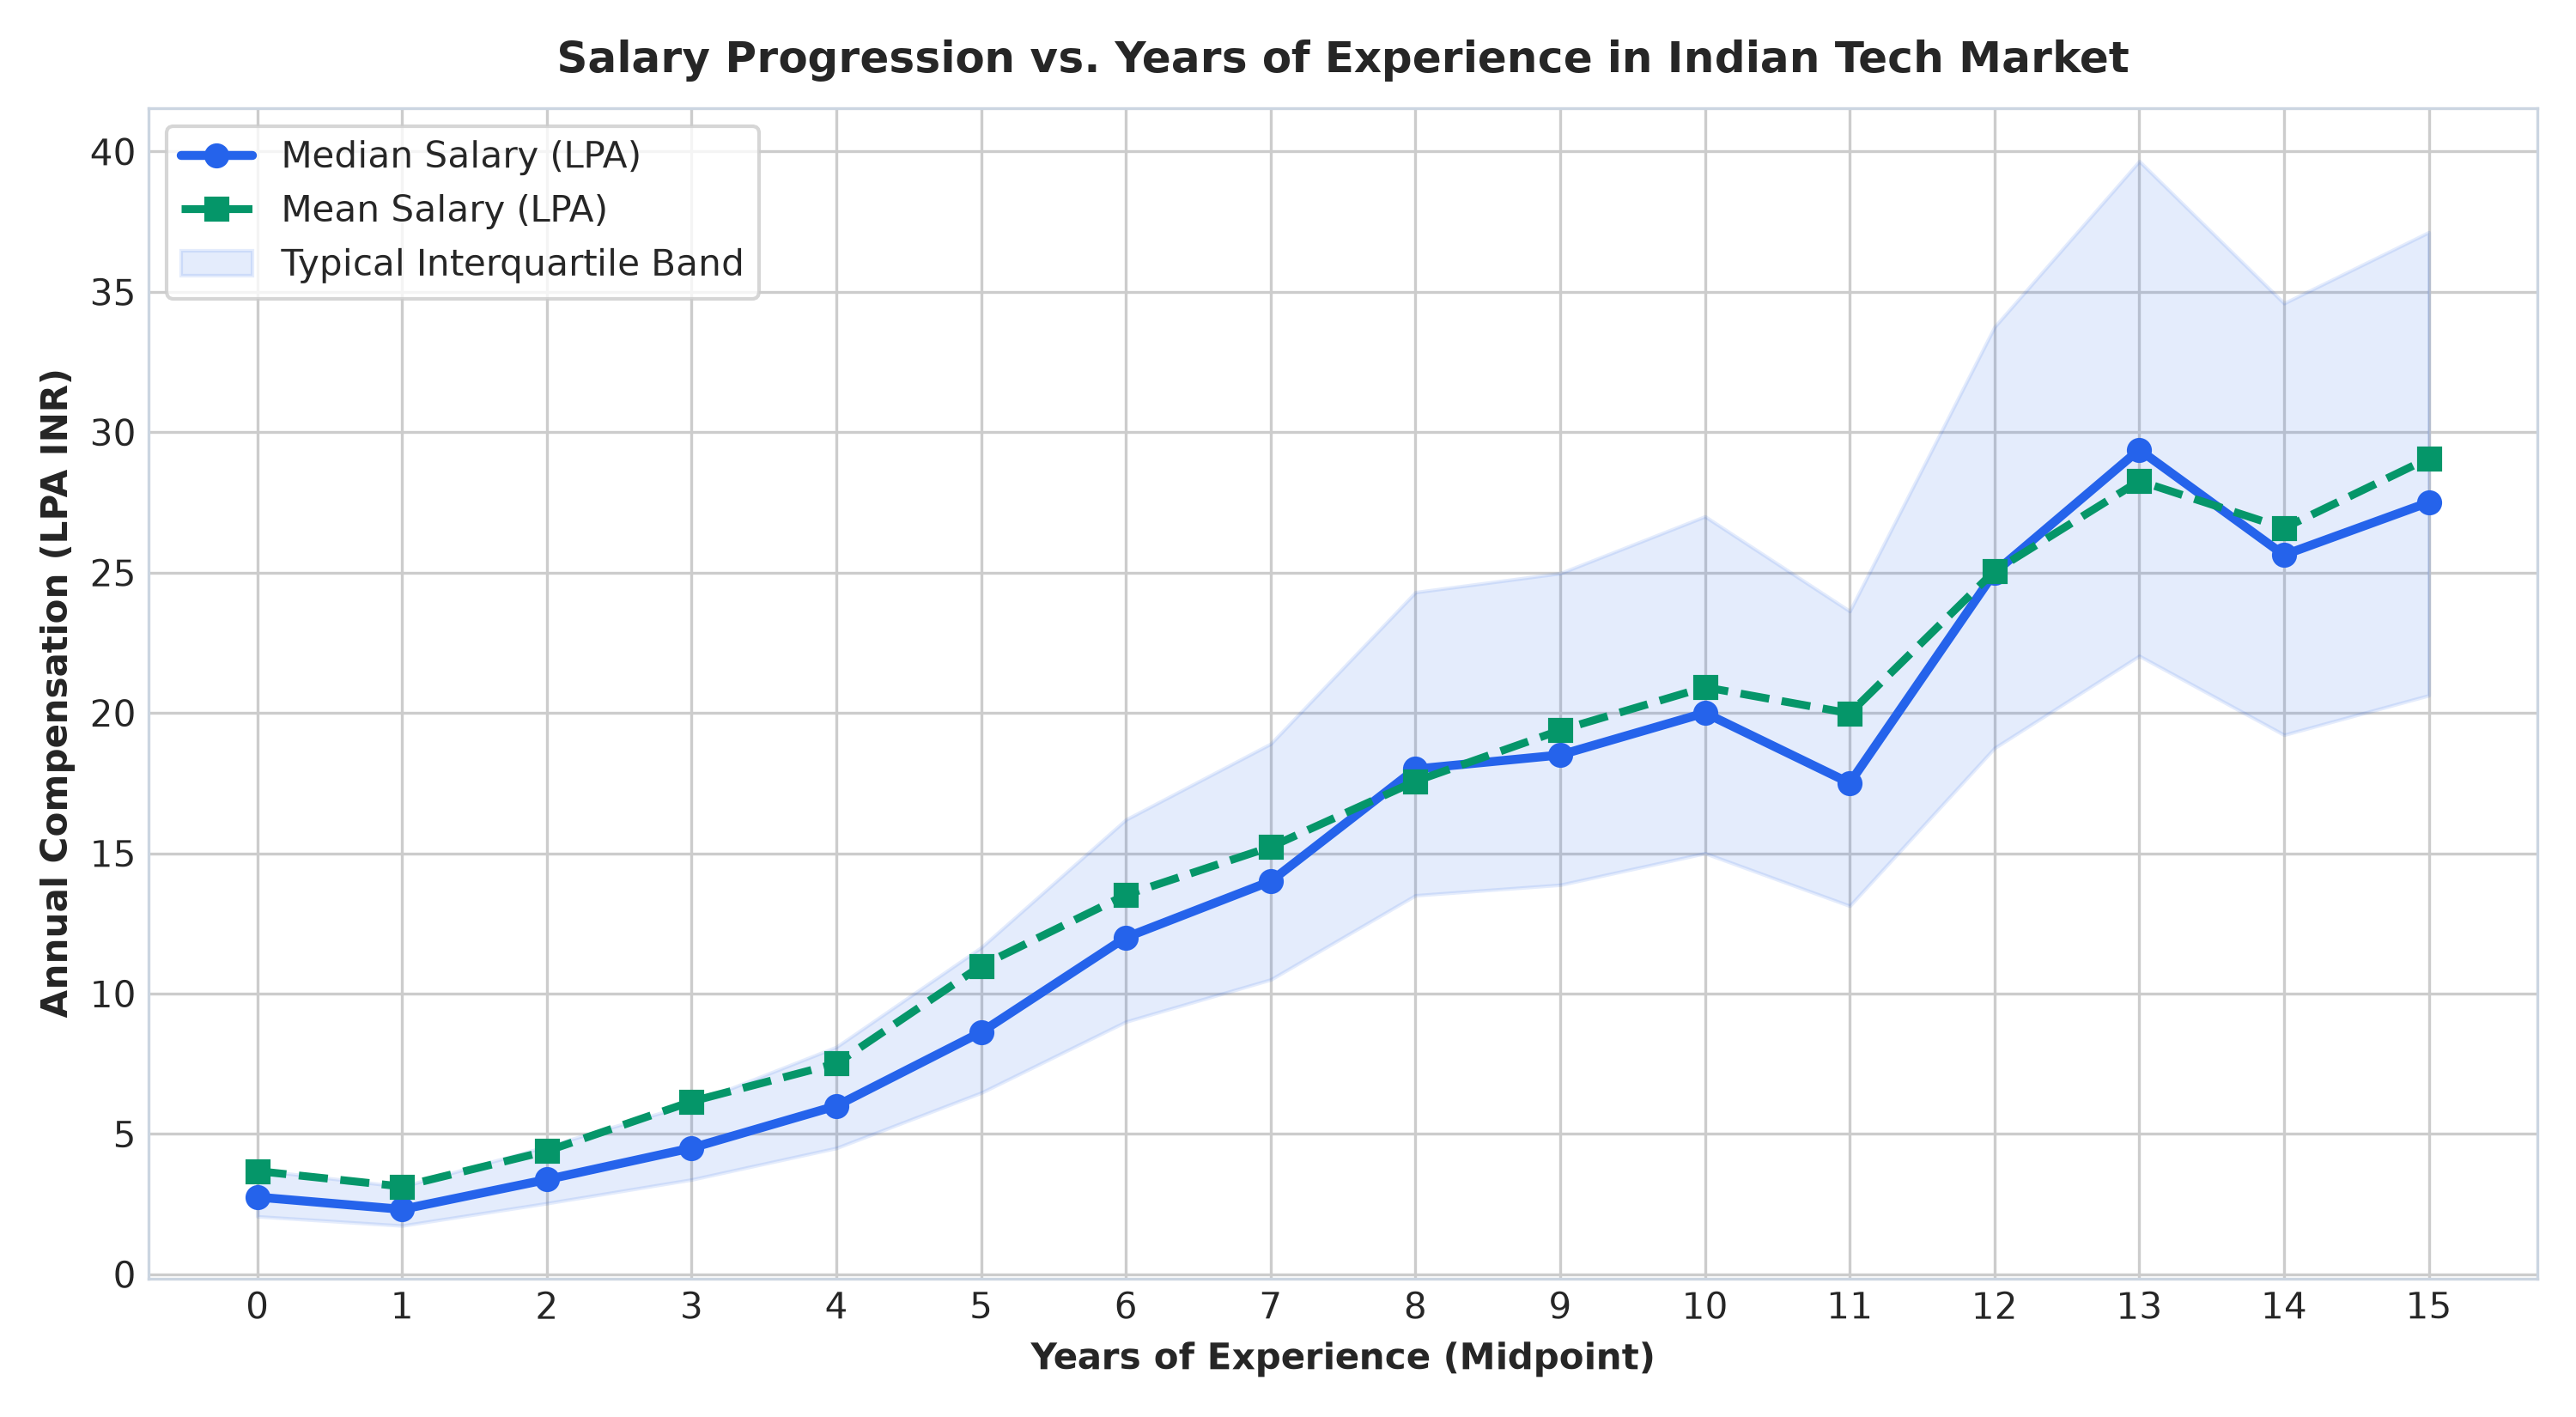 Salary Progression vs. Years of Experience in Indian Tech Market
Median Salary (LPA)
Mean Salary (LPA)
Typical Interquartile Band
Annual Compensation (LPA INR)
40
35
30
25
20
15
10
5
0
0 1 2 3 4 5 6 7 8 9 10 11 12 13 14 15
Years of Experience (Midpoint)